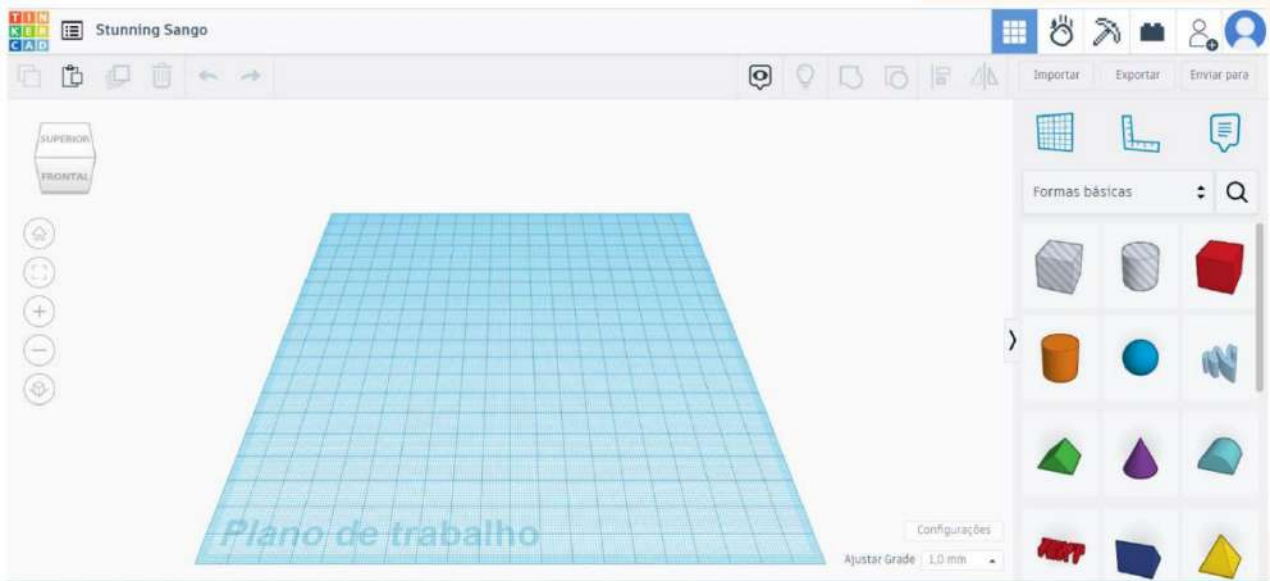 TIN
KER
CAD
Stunning Sango
Importar
Exportar
Enviar para
SUPERIOR
FRONTAL
Formas básicas
Plano de trabalho
Configurações
Ajustar Grade 1,0 mm
TEXT